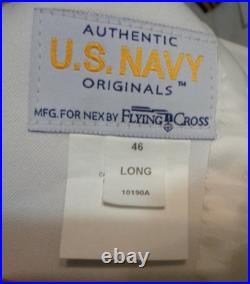 AUTHENTIC
U.S. NAVY
ORIGINALS™
MFG. FOR NEX BY FLYING CROSS
46
LONG
10190A